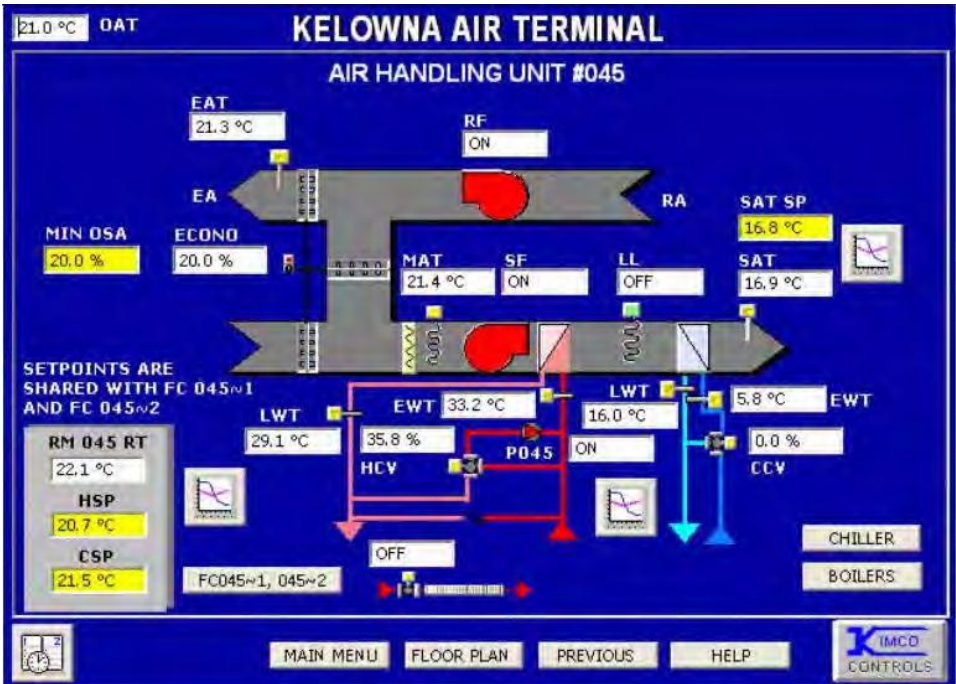 21.0 °C OAT
KELOWNA AIR TERMINAL
AIR HANDLING UNIT #045
EAT
21.3 °C
RF
ON
EA
RA
SAT SP
16.8 °C
MIN OSA
20.0 %
ECONO
20.0 %
MAT
21.4 °C
SF
ON
LL
OFF
SAT
16.9 °C
SETPOINTS ARE
SHARED WITH FC 045~1
AND FC 045~2
LWT
29.1 °C
EWT 33.2 °C
LWT
16.0 °C
5.8 °C EWT
RM 045 RT
22.1 °C
HSP
20.7 °C
CSP
21.5 °C
35.8 %
HCV
P045
ON
0.0 %
CCV
OFF
FC045~1, 045~2
CHILLER
BOILERS
1 2
MAIN MENU
FLOOR PLAN
PREVIOUS
HELP
KIMCO
CONTROLS